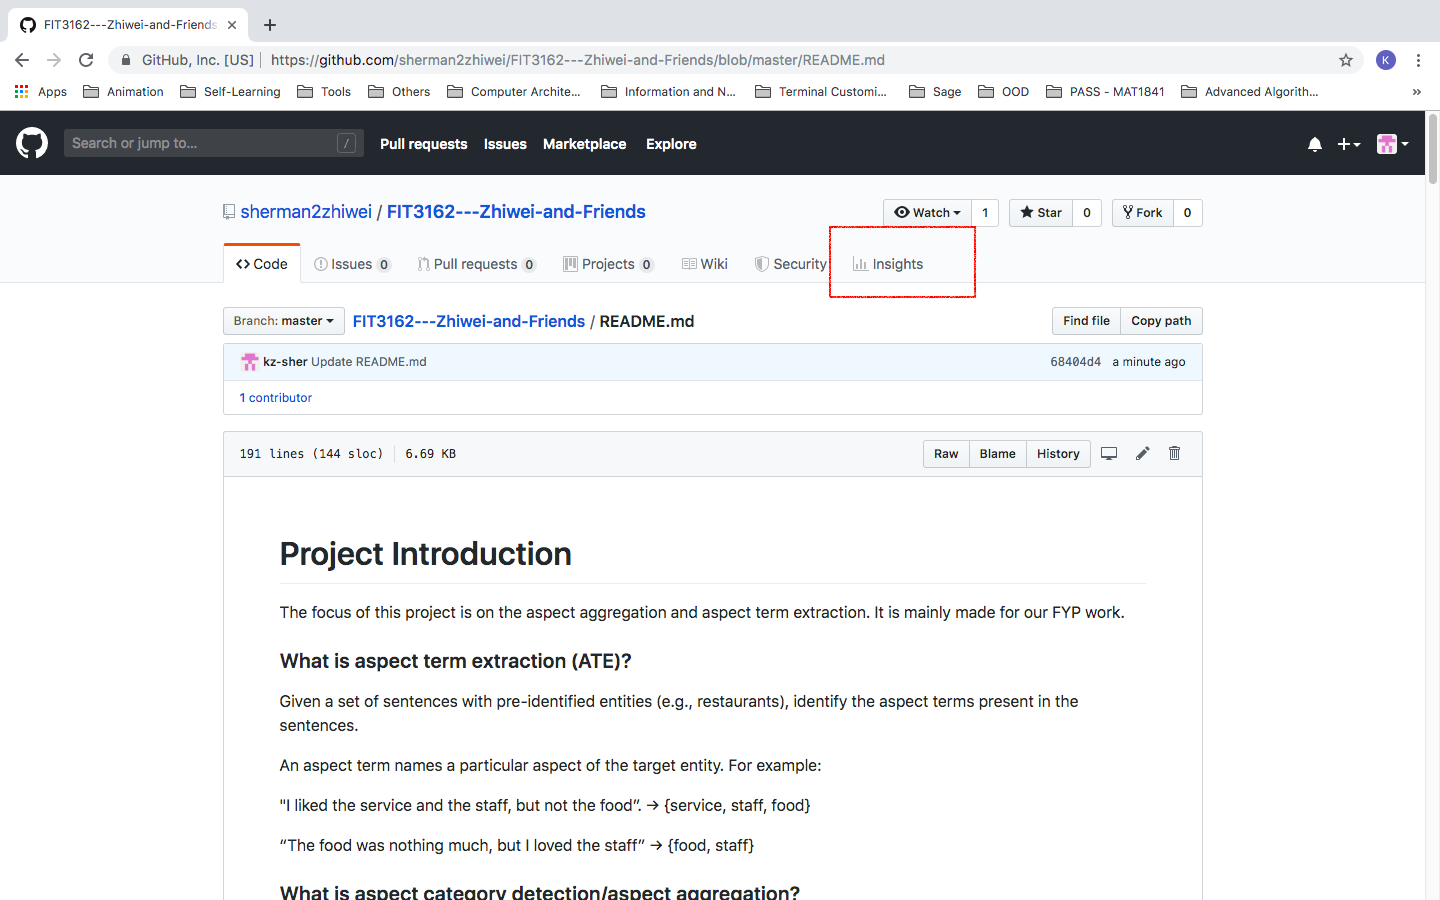 FIT3162---Zhiwei-and-Friends
GitHub, Inc. [US] https://github.com/sherman2zhiwei/FIT3162---Zhiwei-and-Friends/blob/master/README.md K
Apps Animation Self-Learning Tools Others Computer Archite... Information and N... Terminal Customi... Sage OOD PASS - MAT1841 Advanced Algorith... »
Search or jump to... / Pull requests Issues Marketplace Explore
sherman2zhiwei / FIT3162---Zhiwei-and-Friends Watch 1 Star 0 Fork 0
Code Issues 0 Pull requests 0 Projects 0 Wiki Security Insights
Branch: master FIT3162---Zhiwei-and-Friends / README.md Find file Copy path
kz-sher Update README.md 68404d4 a minute ago
1 contributor
191 lines (144 sloc) 6.69 KB Raw Blame History
Project Introduction
The focus of this project is on the aspect aggregation and aspect term extraction. It is mainly made for our FYP work.
What is aspect term extraction (ATE)?
Given a set of sentences with pre-identified entities (e.g., restaurants), identify the aspect terms present in the
sentences.
An aspect term names a particular aspect of the target entity. For example:
"I liked the service and the staff, but not the food”. → {service, staff, food}
“The food was nothing much, but I loved the staff” → {food, staff}
What is aspect category detection/aspect aggregation?